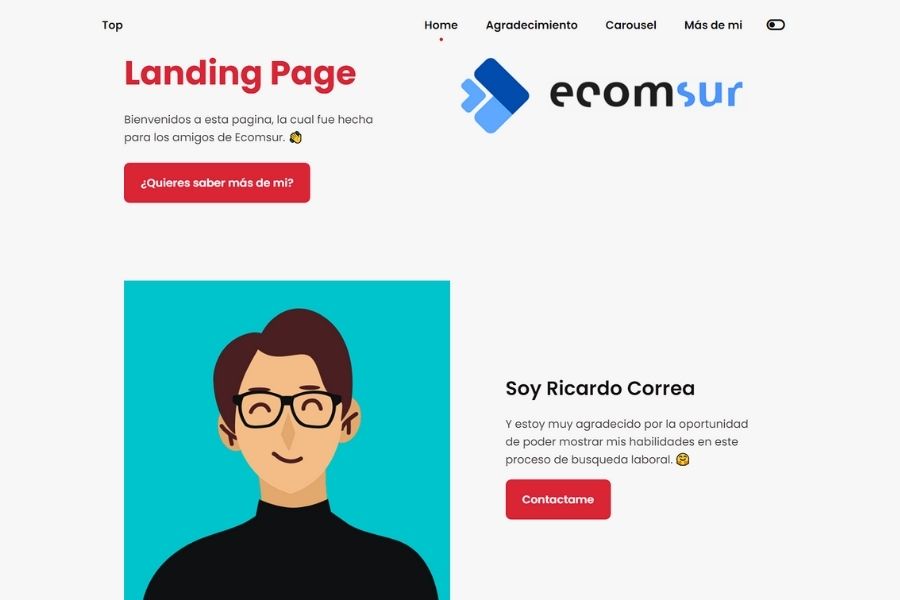 Top
Home Agradecimiento Carousel Más de mi
Landing Page
ecomsur
Bienvenidos a esta pagina, la cual fue hecha
para los amigos de Ecomsur. 👏
¿Quieres saber más de mi?
Soy Ricardo Correa
Y estoy muy agradecido por la oportunidad
de poder mostrar mis habilidades en este
proceso de busqueda laboral. 🤗
Contactame